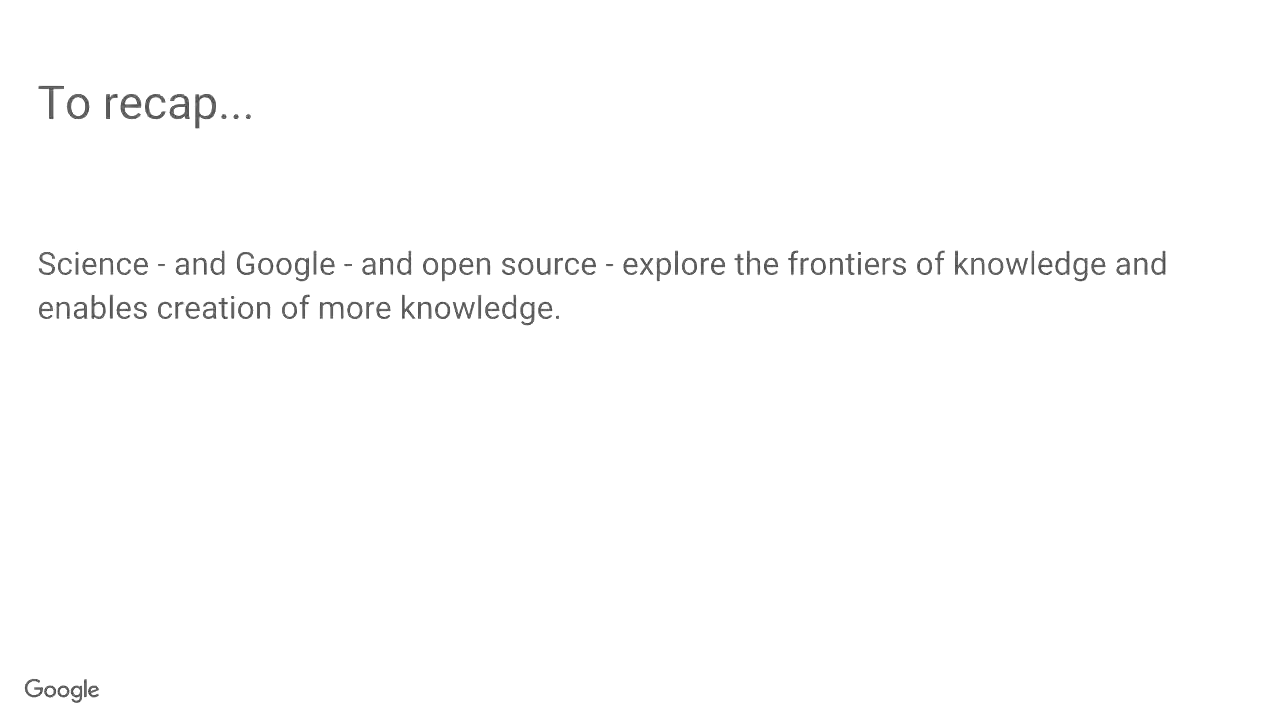 To recap...
Science - and Google - and open source - explore the frontiers of knowledge and
enables creation of more knowledge.
Google